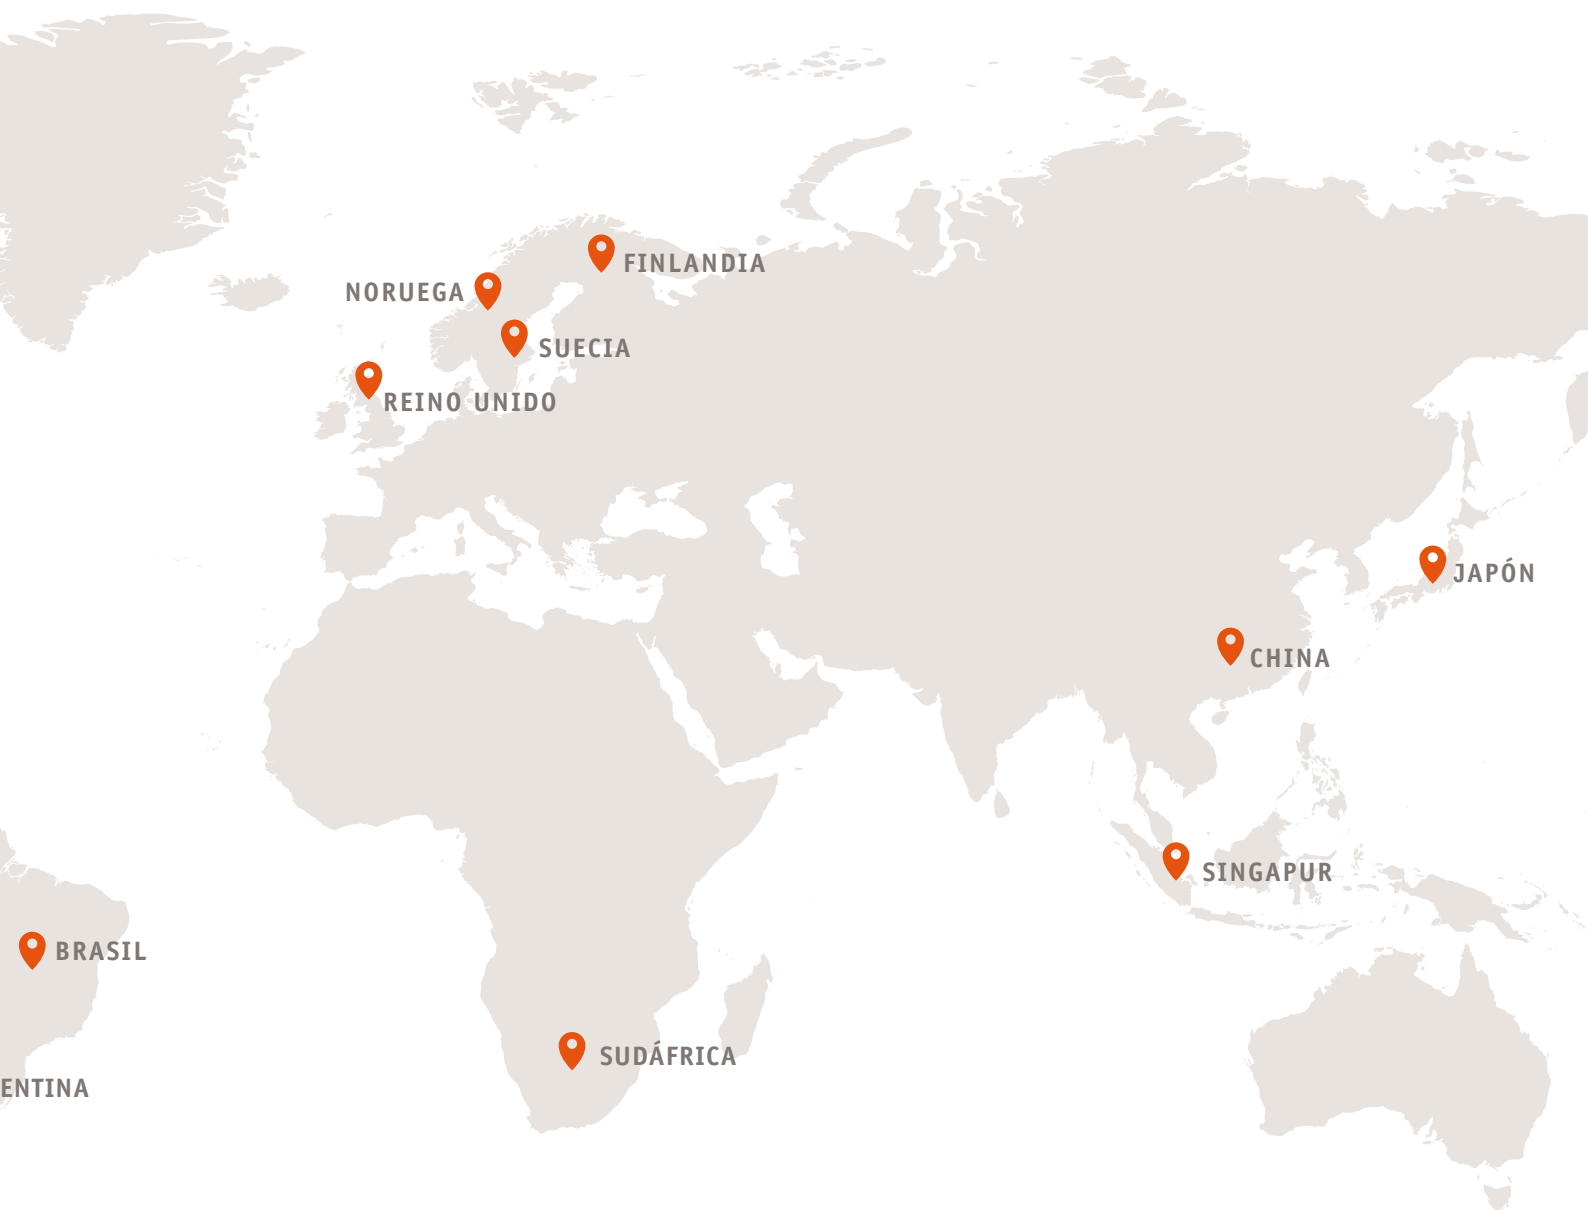 FINLANDIA
NORUEGA
SUECIA
REINO UNIDO
JAPÓN
CHINA
SINGAPUR
BRASIL
SUDÁFRICA
ENTINA